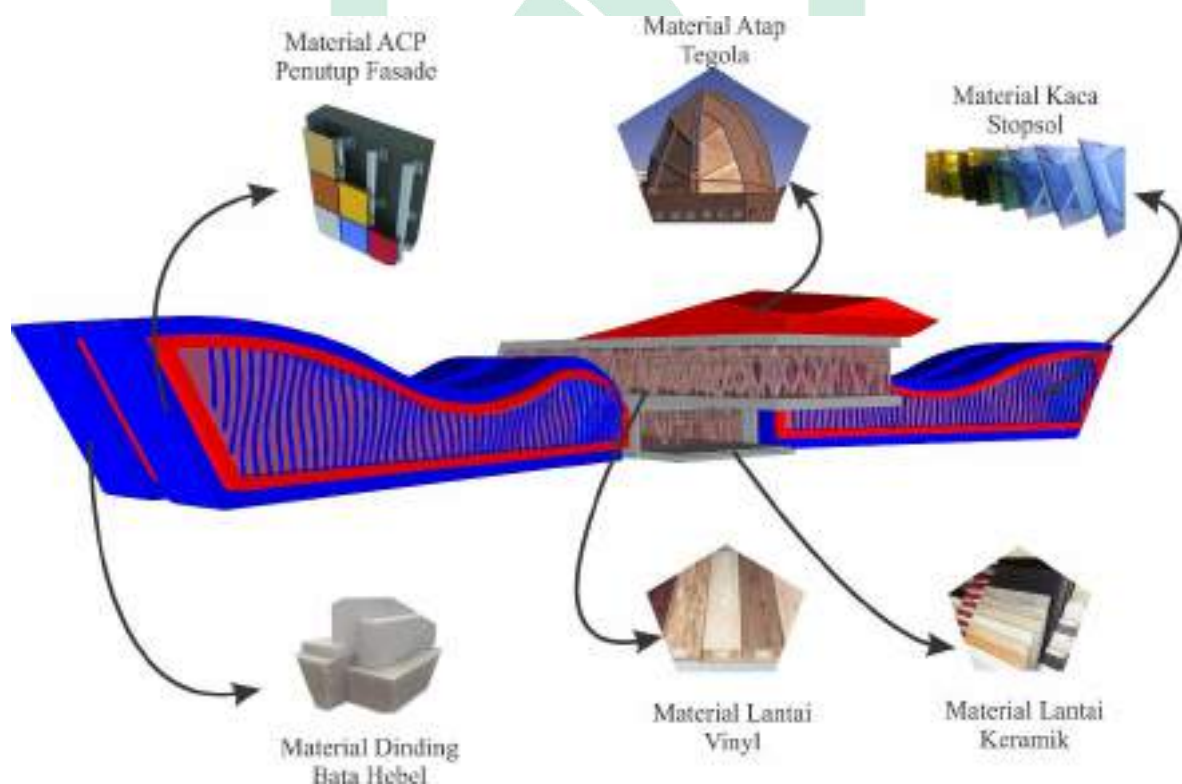 Material ACP
Penutup Fasade
Material Atap
Tegola
Material Kaca
Stopsol
Material Dinding
Bata Hebel
Material Lantai
Vinyl
Material Lantai
Keramik